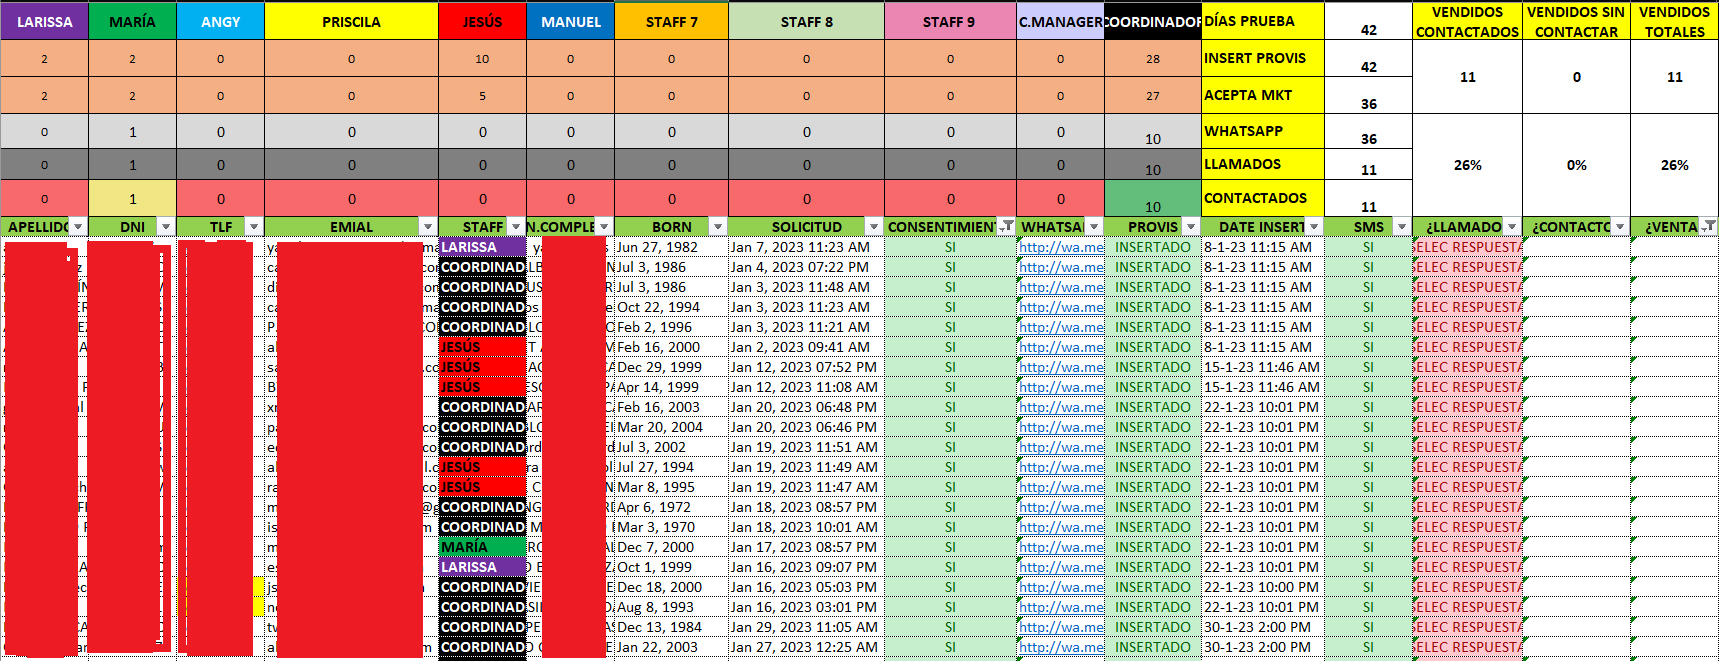 LARISSA MARÍA ANGY PRISCILA JESÚS MANUEL STAFF 7 STAFF 8 STAFF 9 C.MANAGER COORDINADOR DÍAS PRUEBA 42 VENDIDOS CONTACTADOS VENDIDOS SIN CONTACTAR VENDIDOS TOTALES
2 2 0 0 10 0 0 0 0 0 28 INSERT PROVIS 42 11 0 11
2 2 0 0 5 0 0 0 0 0 27 ACEPTA MKT 36
0 1 0 0 0 0 0 0 0 0 10 WHATSAPP 36
0 1 0 0 0 0 0 0 0 0 10 LLAMADOS 11 26% 0% 26%
0 1 0 0 0 0 0 0 0 0 10 CONTACTADOS 11
APELLIDO DNI TLF EMIAL STAFF N.COMPLE BORN SOLICITUD CONSENTIMIEN WHATSA PROVIS DATE INSERT SMS ¿LLAMADO ¿CONTACTO ¿VENTA
LARISSA Jun 27, 1982 Jan 7, 2023 11:23 AM SI http://wa.me INSERTADO 8-1-23 11:15 AM SI SELEC RESPUESTA
COORDINAD Jul 3, 1986 Jan 4, 2023 07:22 PM SI http://wa.me INSERTADO 8-1-23 11:15 AM SI SELEC RESPUESTA
COORDINAD Jul 3, 1986 Jan 3, 2023 11:48 AM SI http://wa.me INSERTADO 8-1-23 11:15 AM SI SELEC RESPUESTA
COORDINAD Oct 22, 1994 Jan 3, 2023 11:23 AM SI http://wa.me INSERTADO 8-1-23 11:15 AM SI SELEC RESPUESTA
COORDINAD Feb 2, 1996 Jan 3, 2023 11:21 AM SI http://wa.me INSERTADO 8-1-23 11:15 AM SI SELEC RESPUESTA
JESÚS Feb 16, 2000 Jan 2, 2023 09:41 AM SI http://wa.me INSERTADO 8-1-23 11:15 AM SI SELEC RESPUESTA
JESÚS Dec 29, 1999 Jan 12, 2023 07:52 PM SI http://wa.me INSERTADO 15-1-23 11:46 AM SI SELEC RESPUESTA
JESÚS Apr 14, 1999 Jan 12, 2023 11:08 AM SI http://wa.me INSERTADO 15-1-23 11:46 AM SI SELEC RESPUESTA
COORDINAD Feb 16, 2003 Jan 20, 2023 06:48 PM SI http://wa.me INSERTADO 22-1-23 10:01 PM SI SELEC RESPUESTA
COORDINAD Mar 20, 2004 Jan 20, 2023 06:46 PM SI http://wa.me INSERTADO 22-1-23 10:01 PM SI SELEC RESPUESTA
COORDINAD Jul 3, 2002 Jan 19, 2023 11:51 AM SI http://wa.me INSERTADO 22-1-23 10:01 PM SI SELEC RESPUESTA
JESÚS Jul 27, 1994 Jan 19, 2023 11:49 AM SI http://wa.me INSERTADO 22-1-23 10:01 PM SI SELEC RESPUESTA
JESÚS Mar 8, 1995 Jan 19, 2023 11:47 AM SI http://wa.me INSERTADO 22-1-23 10:01 PM SI SELEC RESPUESTA
COORDINAD Apr 6, 1972 Jan 18, 2023 08:57 PM SI http://wa.me INSERTADO 22-1-23 10:01 PM SI SELEC RESPUESTA
COORDINAD Mar 3, 1970 Jan 18, 2023 10:01 AM SI http://wa.me INSERTADO 22-1-23 10:01 PM SI SELEC RESPUESTA
MARÍA Dec 7, 2000 Jan 17, 2023 08:57 PM SI http://wa.me INSERTADO 22-1-23 10:01 PM SI SELEC RESPUESTA
LARISSA Oct 1, 1999 Jan 16, 2023 09:07 PM SI http://wa.me INSERTADO 22-1-23 10:01 PM SI SELEC RESPUESTA
COORDINAD Dec 18, 2000 Jan 16, 2023 05:03 PM SI http://wa.me INSERTADO 22-1-23 10:00 PM SI SELEC RESPUESTA
COORDINAD Aug 8, 1993 Jan 16, 2023 03:01 PM SI http://wa.me INSERTADO 22-1-23 10:01 PM SI SELEC RESPUESTA
COORDINAD Dec 13, 1984 Jan 29, 2023 11:05 AM SI http://wa.me INSERTADO 30-1-23 2:00 PM SI SELEC RESPUESTA
COORDINAD Jan 22, 2003 Jan 27, 2023 12:25 AM SI http://wa.me INSERTADO 30-1-23 2:00 PM SI SELEC RESPUESTA